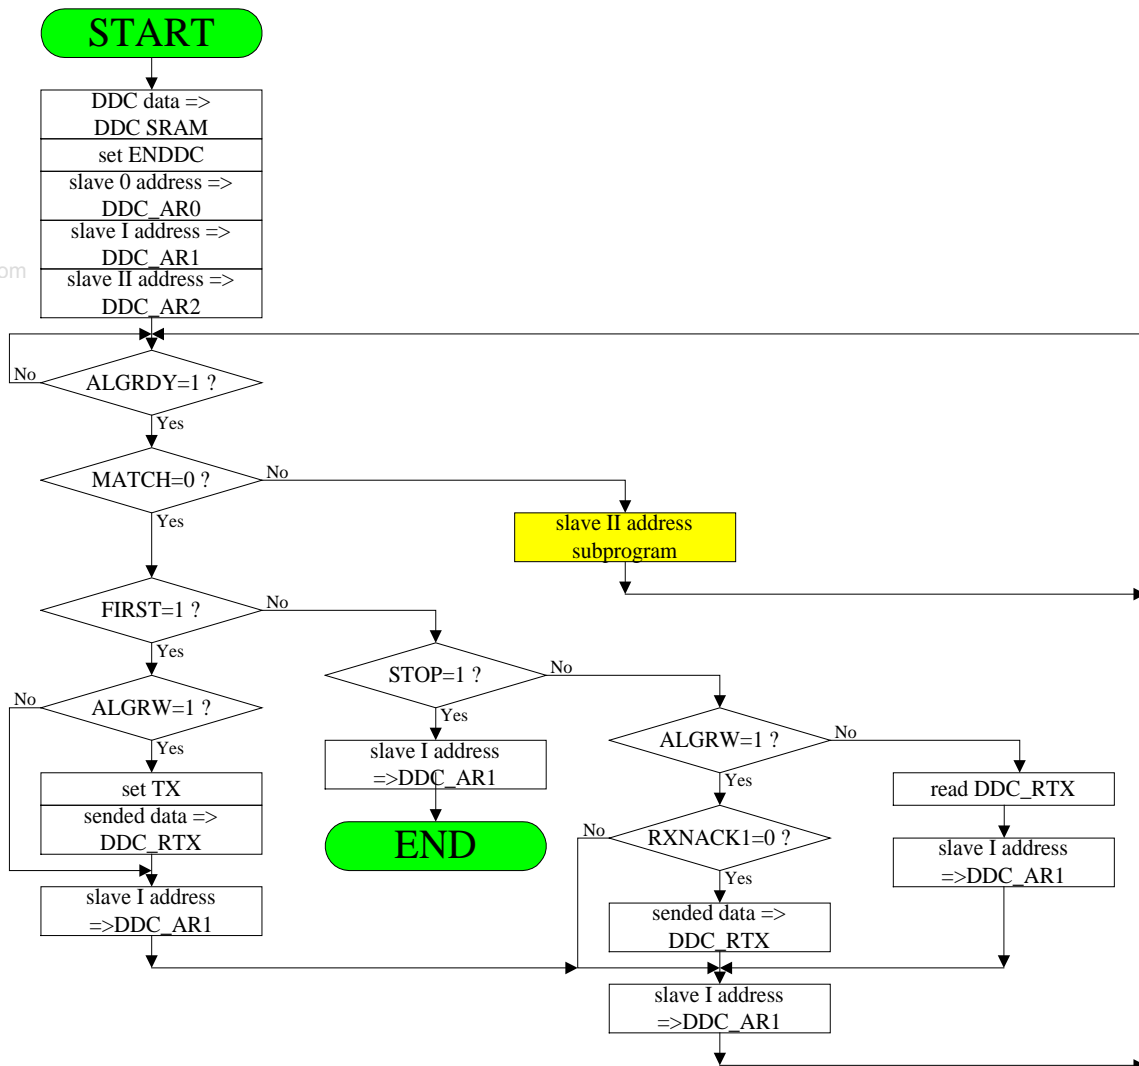 START
DDC data =>
DDC SRAM
set ENDDC
slave 0 address =>
DDC_AR0
slave I address =>
DDC_AR1
om
slave II address =>
DDC_AR2
No
ALGRDY=1 ?
Yes
MATCH=0 ?
No
Yes
slave II address
subprogram
FIRST=1 ?
No
Yes
STOP=1 ?
No
Yes
No
ALGRW=1 ?
Yes
ALGRW=1 ?
No
Yes
slave I address
=>DDC_AR1
set TX
sended data =>
DDC_RTX
read DDC_RTX
END
No
RXNACK1=0 ?
Yes
slave I address
=>DDC_AR1
slave I address
=>DDC_AR1
sended data =>
DDC_RTX
slave I address
=>DDC_AR1